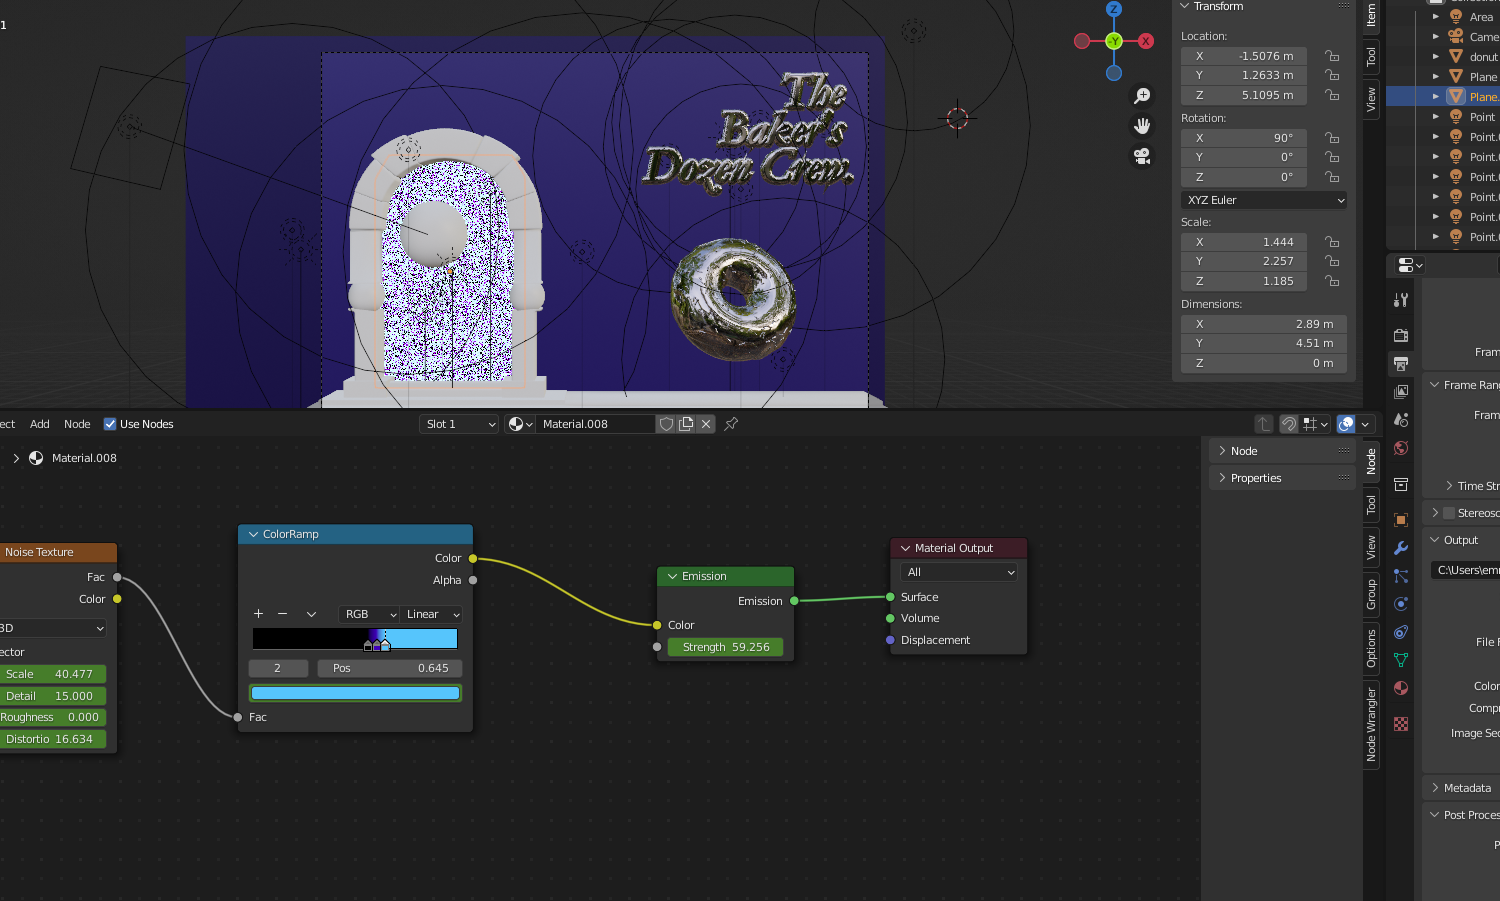 1
Transform
Location:
X -1.5076 m
Y 1.2633 m
Z 5.1095 m
Rotation:
X 90°
Y 0°
Z 0°
XYZ Euler
Scale:
X 1.444
Y 2.257
Z 1.185
Dimensions:
X 2.89 m
Y 4.51 m
Z 0 m
Item
Tool
View
Z
-Y
X
The
Baker's
Dozen Crew.
Area
Came
donut
Plane
Plane.
Point
Point.(
Point.(
Point.(
Point.(
Point.(
Point.(
ect Add Node Use Nodes Slot 1 Material.008
Material.008
Noise Texture
Fac
Color
3D
ector
Scale 40.477
Detail 15.000
Roughness 0.000
Distortio 16.634
ColorRamp
Color
Alpha
RGB Linear
2 Pos 0.645
Fac
Emission
Emission
Color
Strength 59.256
Material Output
All
Surface
Volume
Displacement
Node
Properties
Node
Tool
View
Group
Options
Node Wrangler
Fram
Frame Ran
Fram
Time Str
Stereosc
Output
C:\Users\em
File F
Color
Comp
Image Sec
Metadata
Post Proces
P